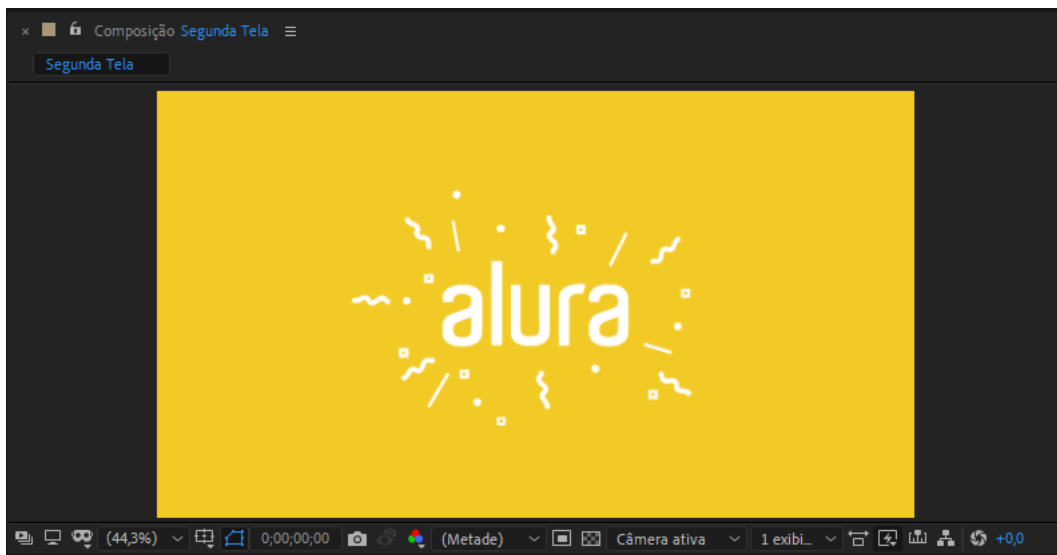 Composição Segunda Tela
Segunda Tela
alura
(44,3%) 0;00;00;00 (Metade) Câmera ativa 1 exibi... +0,0